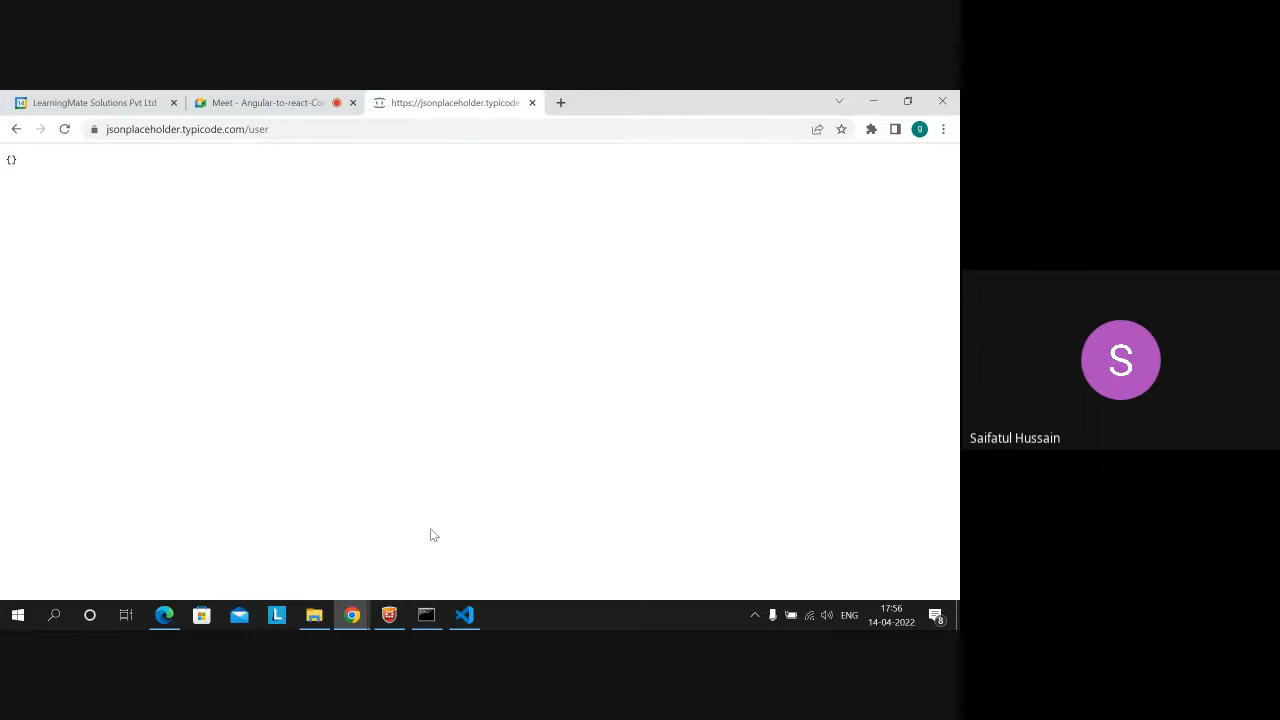 LearningMate Solutions Pvt Ltd
Meet - Angular-to-react-Co
https://jsonplaceholder.typicode
jsonplaceholder.typicode.com/user
g
{}
S
Saifatul Hussain
L
ENG
17:56
14-04-2022
8